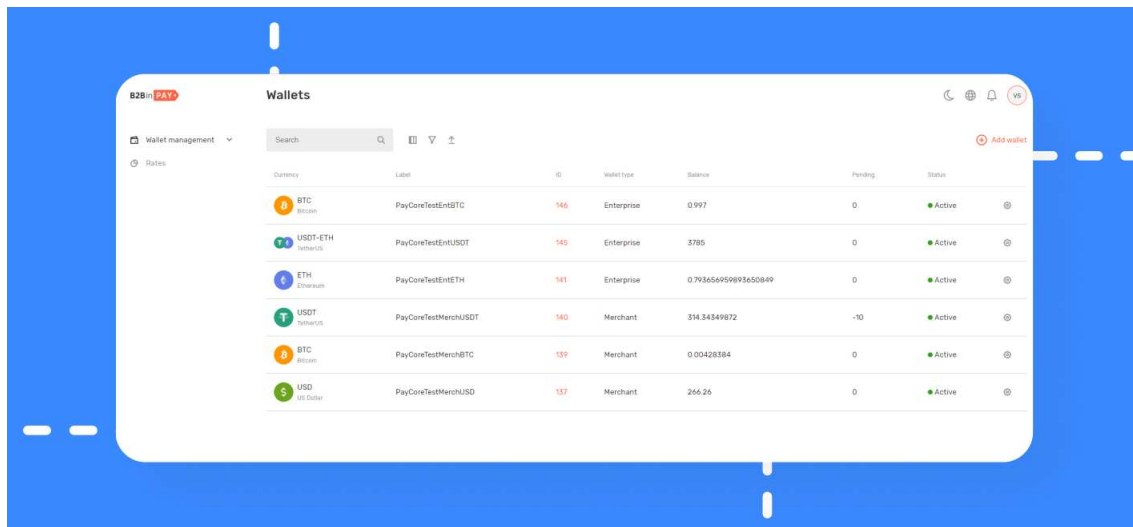 B2BinPAY
Wallets
VS
Wallet management
Rates
Search
Add wallet
Currency Label ID Wallet type Balance Pending Status
BTC
Bitcoin
PayCoreTestEntBTC 146 Enterprise 0.997 0 Active
USDT-ETH
TetherUS
PayCoreTestEntUSDT 145 Enterprise 3785 0 Active
ETH
Ethereum
PayCoreTestEntETH 141 Enterprise 0.793656959893650849 0 Active
USDT
TetherUS
PayCoreTestMerchUSDT 140 Merchant 314.34349872 -10 Active
BTC
Bitcoin
PayCoreTestMerchBTC 139 Merchant 0.00428384 0 Active
USD
US Dollar
PayCoreTestMerchUSD 137 Merchant 266.26 0 Active